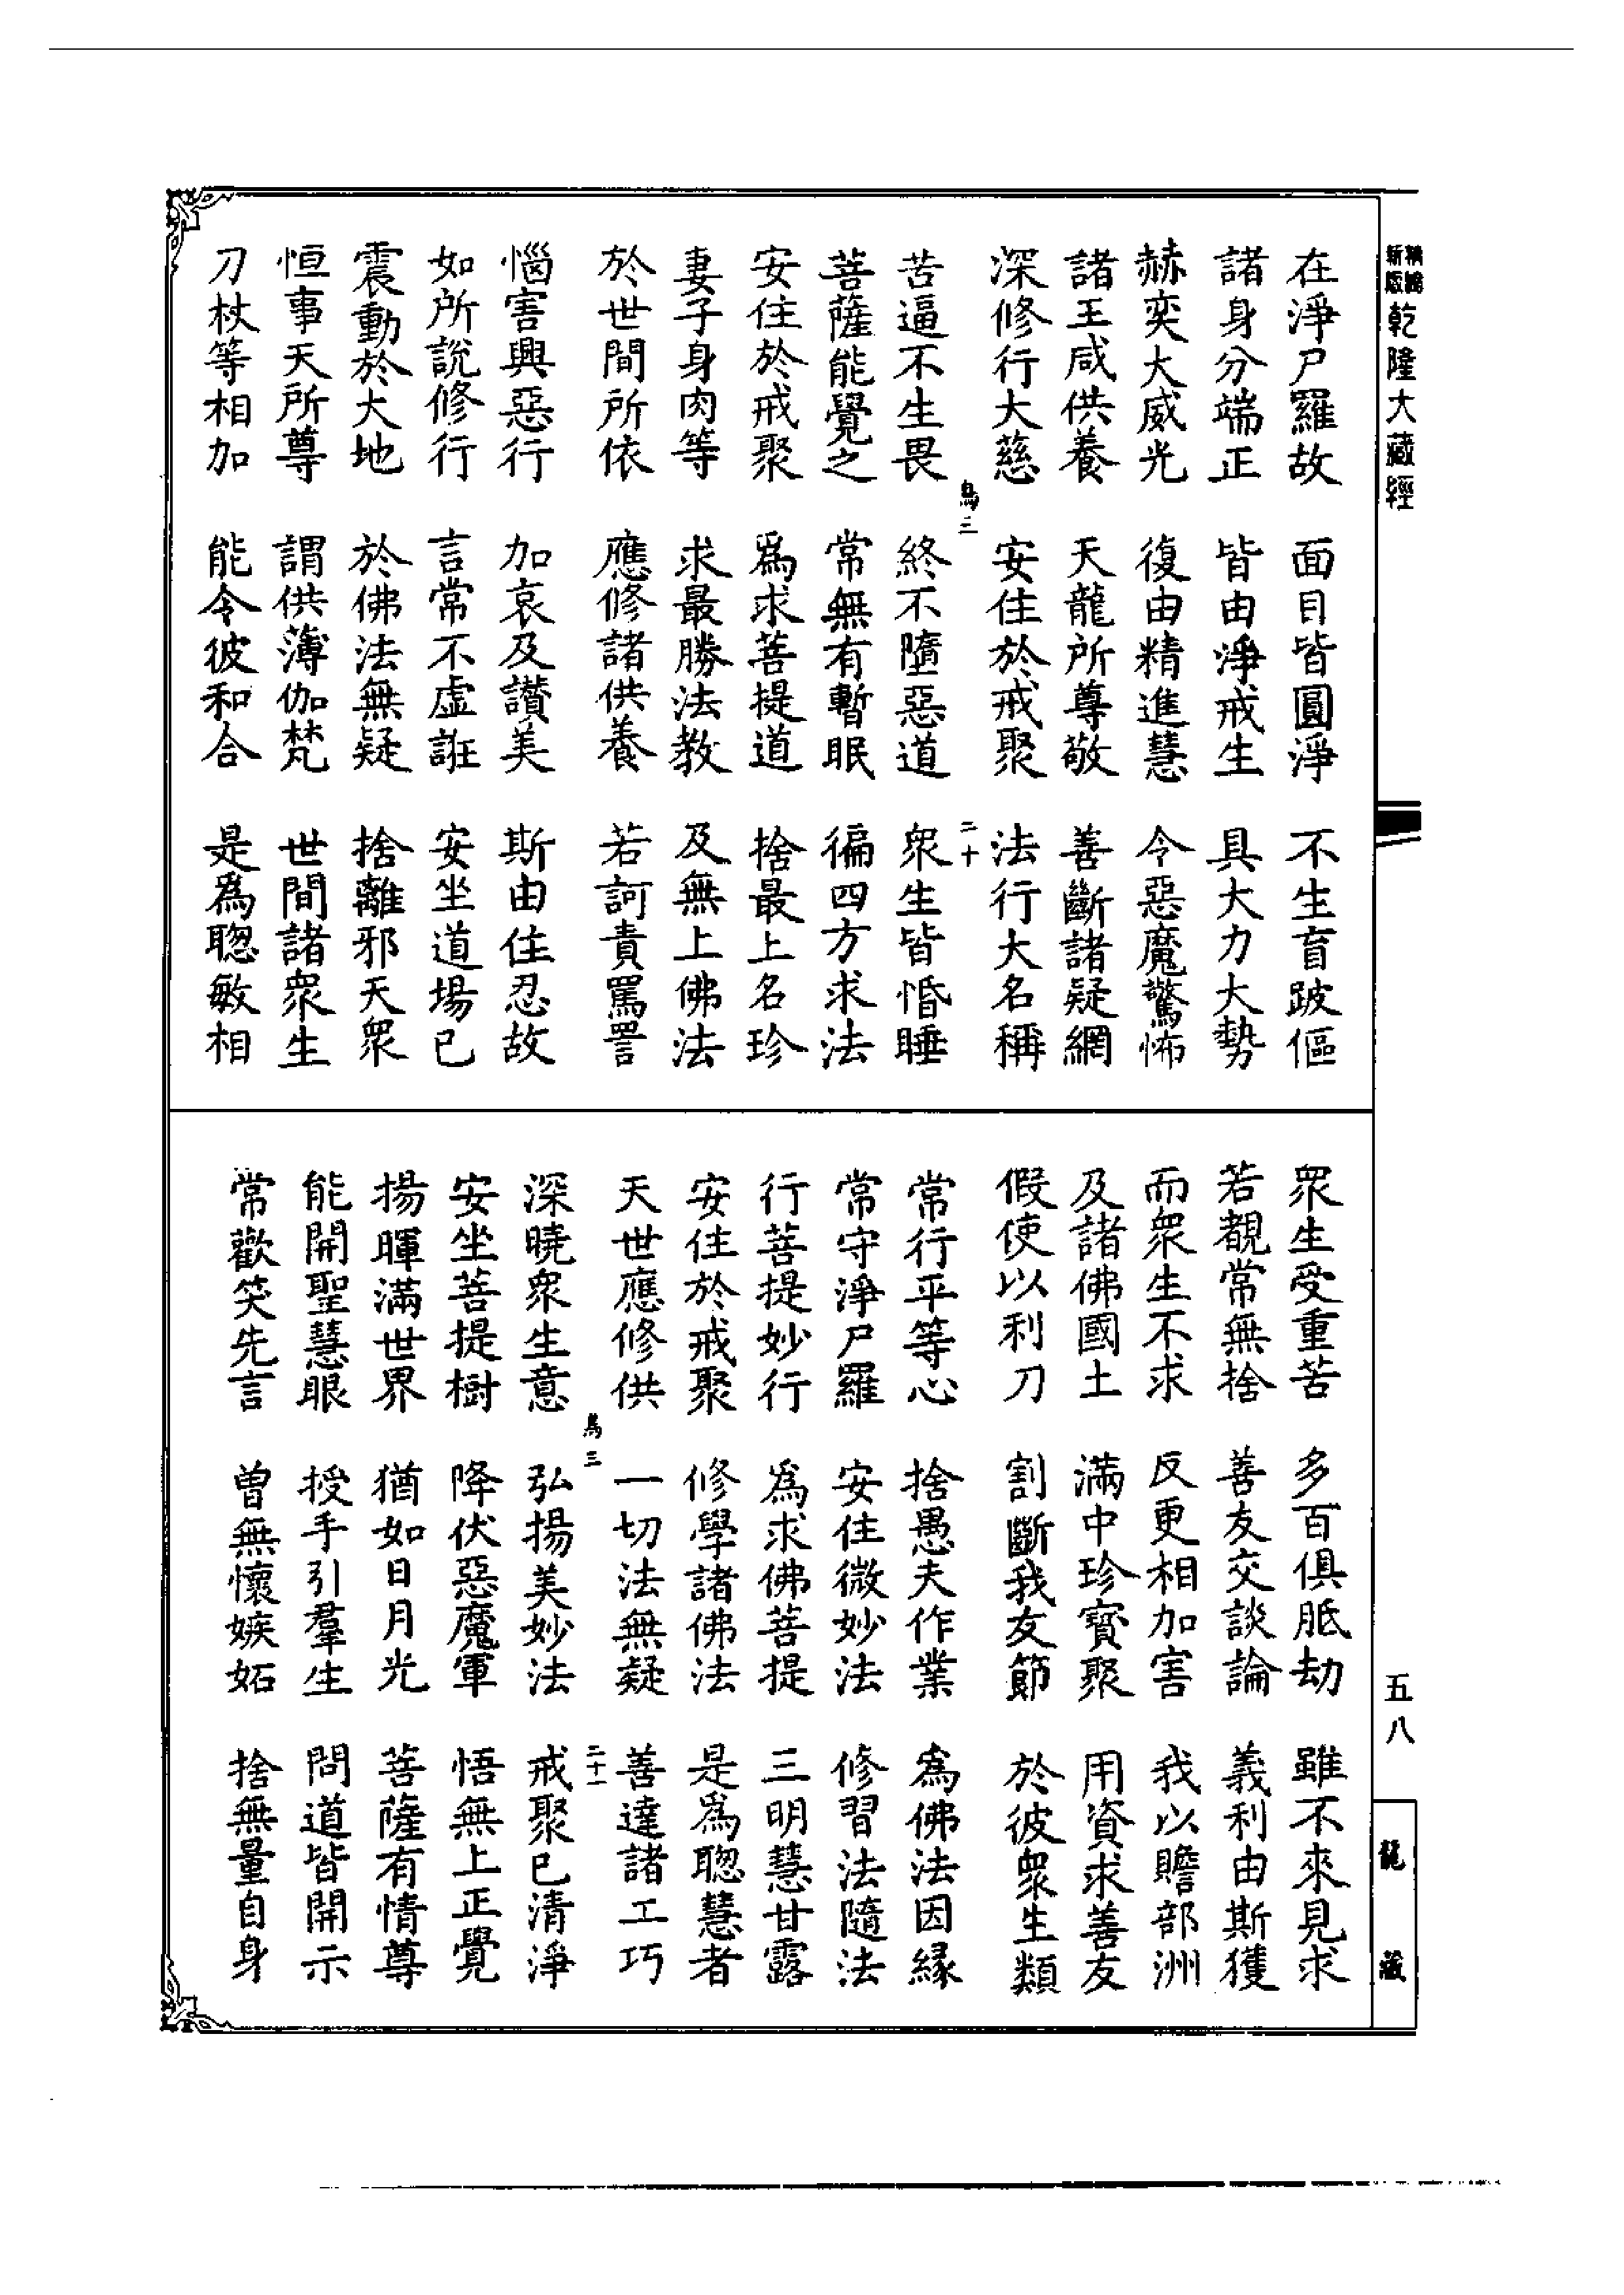 新版精縮乾隆大藏經
在淨尸羅故　面目皆圓淨　不生盲跛傴
諸身分端正　皆由淨戒生　具大力大勢
赫奕大威光　復由精進慧　令惡魔驚怖
諸王咸供養　天龍所尊敬　善斷諸疑網
深修行大慈　安住於戒聚　法行大名稱
苦逼不生畏　終不墮惡道　眾生皆惛睡
菩薩能覺之　常無有暫眠　徧四方求法
安住於戒聚　爲求菩提道　捨最上名珍
妻子身肉等　求最勝法教　及無上佛法
於世間所依　應修諸供養　若訶責罵詈
惱害興惡行　加哀及讚美　斯由住忍故
如所說修行　言常不虛誑　安坐道場已
震動於大地　於佛法無疑　捨離邪天眾
恒事天所尊　謂供薄伽梵　世間諸眾生
刀杖等相加　能令彼和合　是爲聰敏相
眾生受重苦　多百俱胝劫　雖不來見求
若覩常無捨　善友交談論　義利由斯獲
而眾生不求　反更相加害　我以贍部洲
及諸佛國土　滿中珍寶聚　用資求善友
假使以利刀　割斷我支節　於彼眾生類
常行平等心　捨愚夫作業　爲佛法因緣
常守淨尸羅　安住微妙法　修習法隨法
行菩提妙行　爲求佛菩提　三明慧甘露
安住於戒聚　修學諸佛法　是爲聰慧者
天世應修供　一切法無疑　善達諸工巧
深曉眾生意　弘揚美妙法　戒聚已清淨
安坐菩提樹　降伏惡魔軍　悟無上正覺
揚暉滿世界　猶如日月光　菩薩有情尊
能開聖慧眼　授手引羣生　問道皆開示
常歡笑先言　曾無懷嫉妬　捨無量自身
五八
龍藏